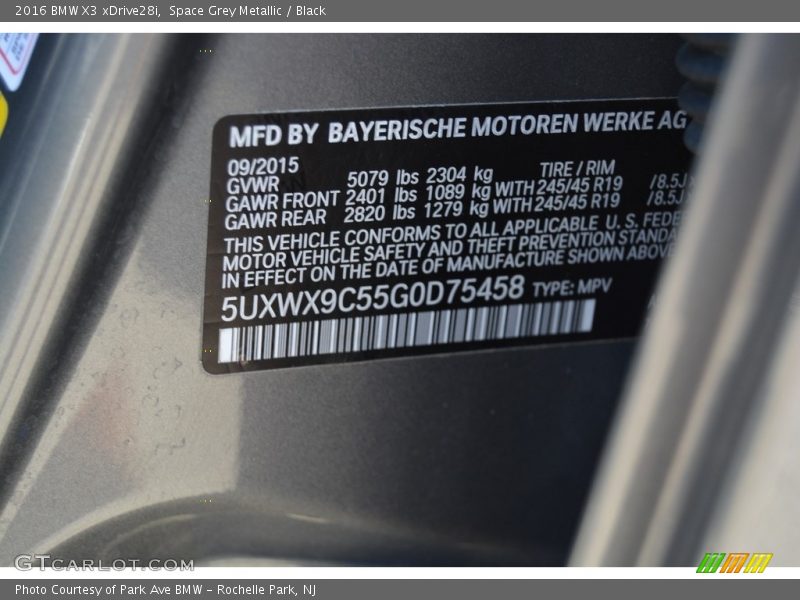 2016 BMW X3 xDrive28i, Space Grey Metallic / Black
MFD BY BAYERISCHE MOTOREN WERKE AG
09/2015
GVWR 5079 lbs 2304 kg TIRE / RIM
GAWR FRONT 2401 lbs 1089 kg WITH 245/45 R19 /8.5J
GAWR REAR 2820 lbs 1279 kg WITH 245/45 R19 /8.5J
THIS VEHICLE CONFORMS TO ALL APPLICABLE U. S. FEDE
MOTOR VEHICLE SAFETY AND THEFT PREVENTION STANDA
IN EFFECT ON THE DATE OF MANUFACTURE SHOWN ABOVE
5UXWX9C55G0D75458 TYPE: MPV
GTCARLOT.COM
Photo Courtesy of Park Ave BMW - Rochelle Park, NJ